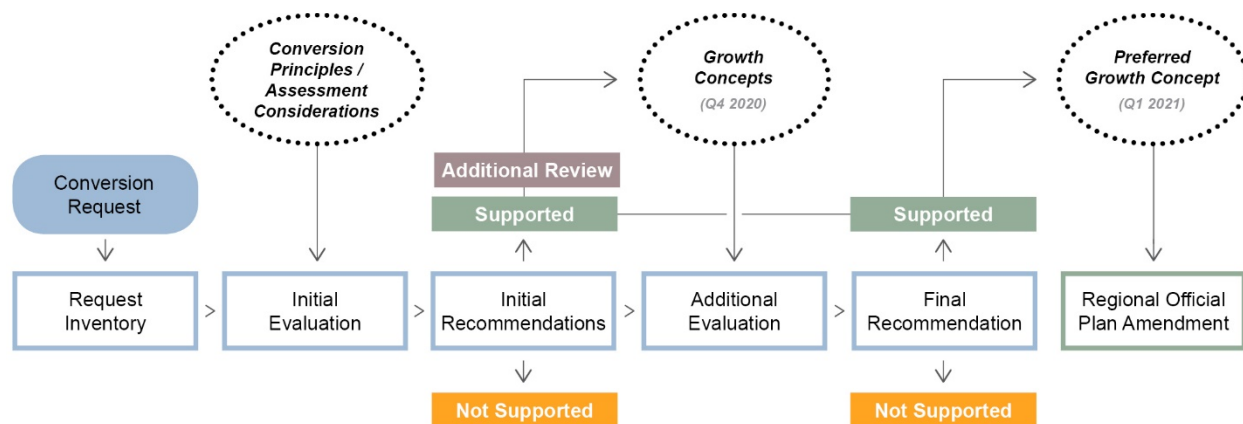 Conversion
Principles /
Assessment
Considerations
Growth
Concepts
(Q4 2020)
Preferred
Growth Concept
(Q1 2021)
Conversion
Request
Additional Review
Supported
Supported
Request
Inventory
>
Initial
Evaluation
>
Initial
Recommendations
>
Additional
Evaluation
>
Final
Recommendation
>
Regional Official
Plan Amendment
Not Supported
Not Supported